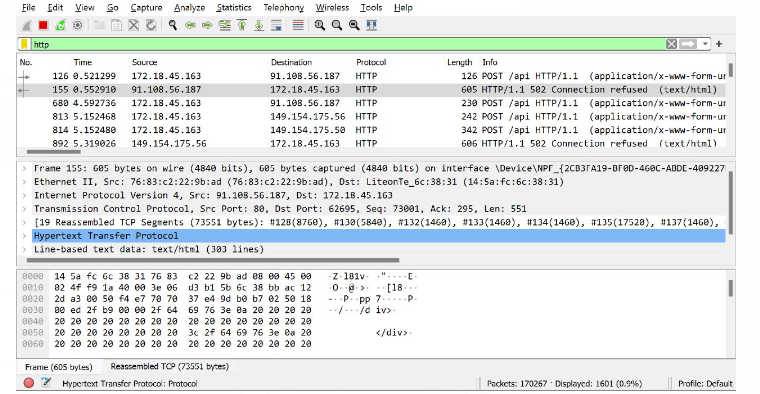 File Edit View Go Capture Analyze Statistics Telephony Wireless Tools Help
http
No. Time Source Destination Protocol Length Info
126 0.521299 172.18.45.163 91.108.56.187 HTTP 126 POST /api HTTP/1.1 (application/x-www-form-ur
155 0.552910 91.108.56.187 172.18.45.163 HTTP 605 HTTP/1.1 502 Connection refused (text/html)
680 4.592736 172.18.45.163 91.108.56.187 HTTP 230 POST /api HTTP/1.1 (application/x-www-form-ur
813 5.152468 172.18.45.163 149.154.175.56 HTTP 242 POST /api HTTP/1.1 (application/x-www-form-ur
814 5.152480 172.18.45.163 149.154.175.50 HTTP 342 POST /api HTTP/1.1 (application/x-www-form-ur
892 5.319026 149.154.175.56 172.18.45.163 HTTP 606 HTTP/1.1 502 Connection refused (text/html)
Frame 155: 605 bytes on wire (4840 bits), 605 bytes captured (4840 bits) on interface \Device\NPF_{2CB3FA19-BF0D-460C-ABDE-409227
Ethernet II, Src: 76:83:c2:22:9b:ad (76:83:c2:22:9b:ad), Dst: LiteonTe_6c:38:31 (14:5a:fc:6c:38:31)
Internet Protocol Version 4, Src: 91.108.56.187, Dst: 172.18.45.163
Transmission Control Protocol, Src Port: 80, Dst Port: 62695, Seq: 73001, Ack: 295, Len: 551
[19 Reassembled TCP Segments (73551 bytes): #128(8760), #130(5840), #132(1460), #133(1460), #134(1460), #135(17520), #137(1460),
Hypertext Transfer Protocol
Line-based text data: text/html (303 lines)
0000 14 5a fc 6c 38 31 76 83 c2 22 9b ad 08 00 45 00 ·Z·l81v· ·"····E·
0010 02 4f f9 1a 40 00 3e 06 d3 b1 5b 6c 38 bb ac 12 ·O··@·>· ··[l8···
0020 2d a3 00 50 f4 e7 70 70 37 e4 9d b0 b7 02 50 18 -··P··pp 7·····P·
0030 00 ed 2f b9 00 00 2f 64 69 76 3e 0a 20 20 20 20 ··/···/d iv>·
0040 20 20 20 20 20 20 20 20 20 20 20 20 20 20 20 20
0050 20 20 20 20 20 20 20 20 3c 2f 64 69 76 3e 0a 20 </div>·
0060 20 20 20 20 20 20 20 20 20 20 20 20 20 20 20 20
Frame (605 bytes) Reassembled TCP (73551 bytes)
Hypertext Transfer Protocol: Protocol Packets: 170267 · Displayed: 1601 (0.9%) Profile: Default